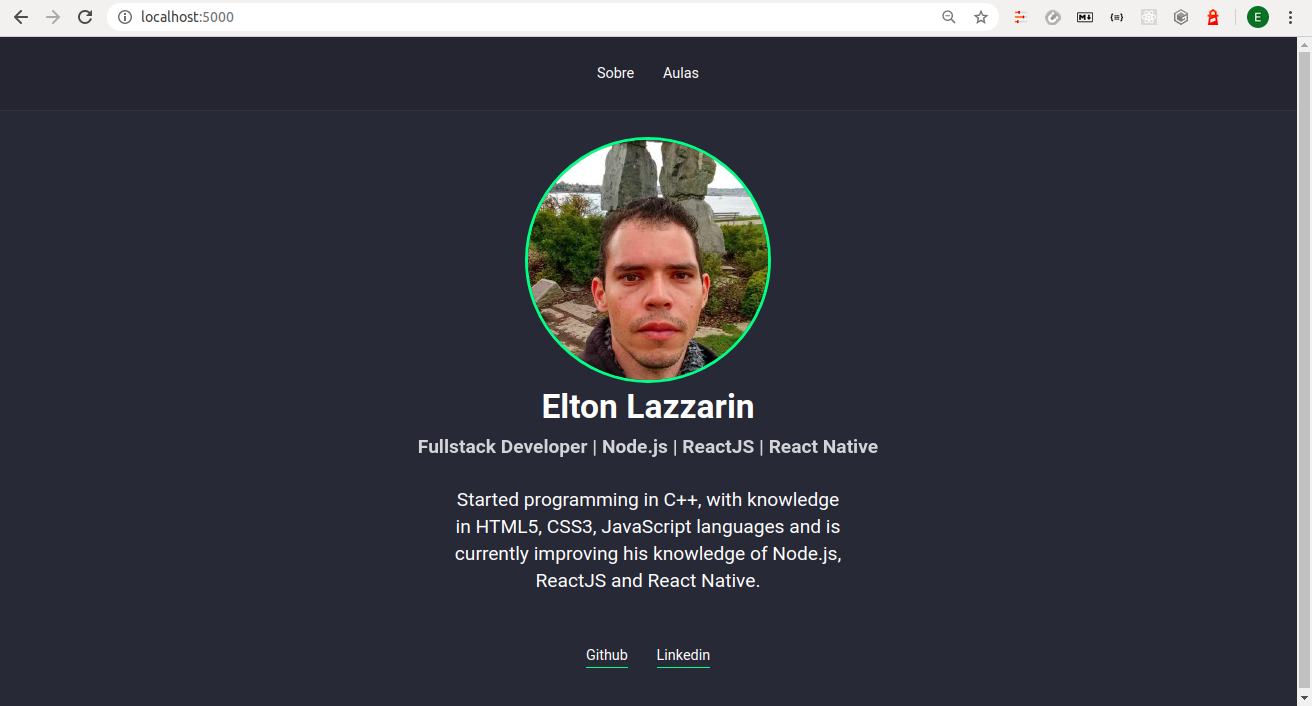 localhost:5000
M↓
{≡}
E
Sobre Aulas
Elton Lazzarin
Fullstack Developer | Node.js | ReactJS | React Native
Started programming in C++, with knowledge
in HTML5, CSS3, JavaScript languages and is
currently improving his knowledge of Node.js,
ReactJS and React Native.
Github Linkedin